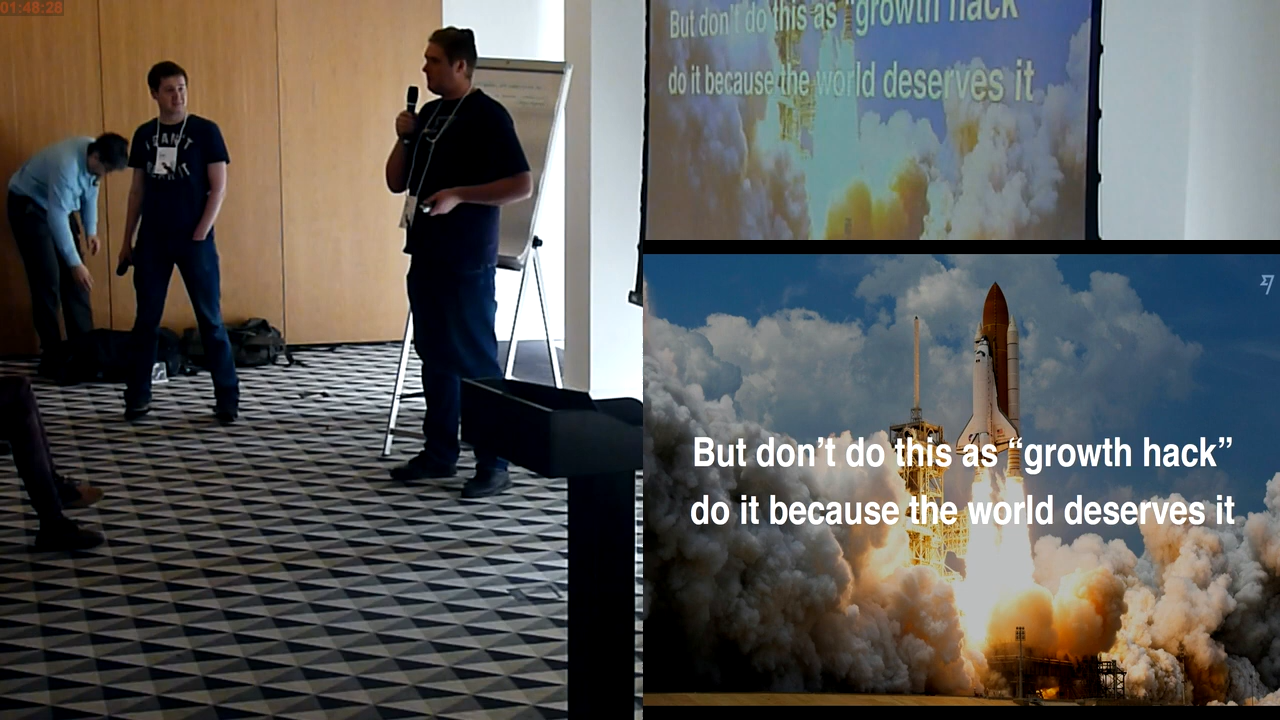 01:48:28
I CAN'T
But don't do this as "growth hack"
do it because the world deserves it
But don’t do this as “growth hack”
do it because the world deserves it